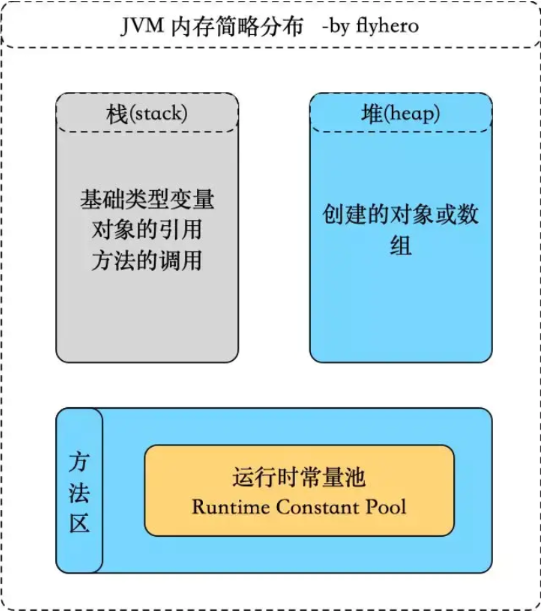 JVM 内存简略分布 -by flyhero
栈(stack)
基础类型变量
对象的引用
方法的调用
堆(heap)
创建的对象或数
组
方
法
区
运行时常量池
Runtime Constant Pool